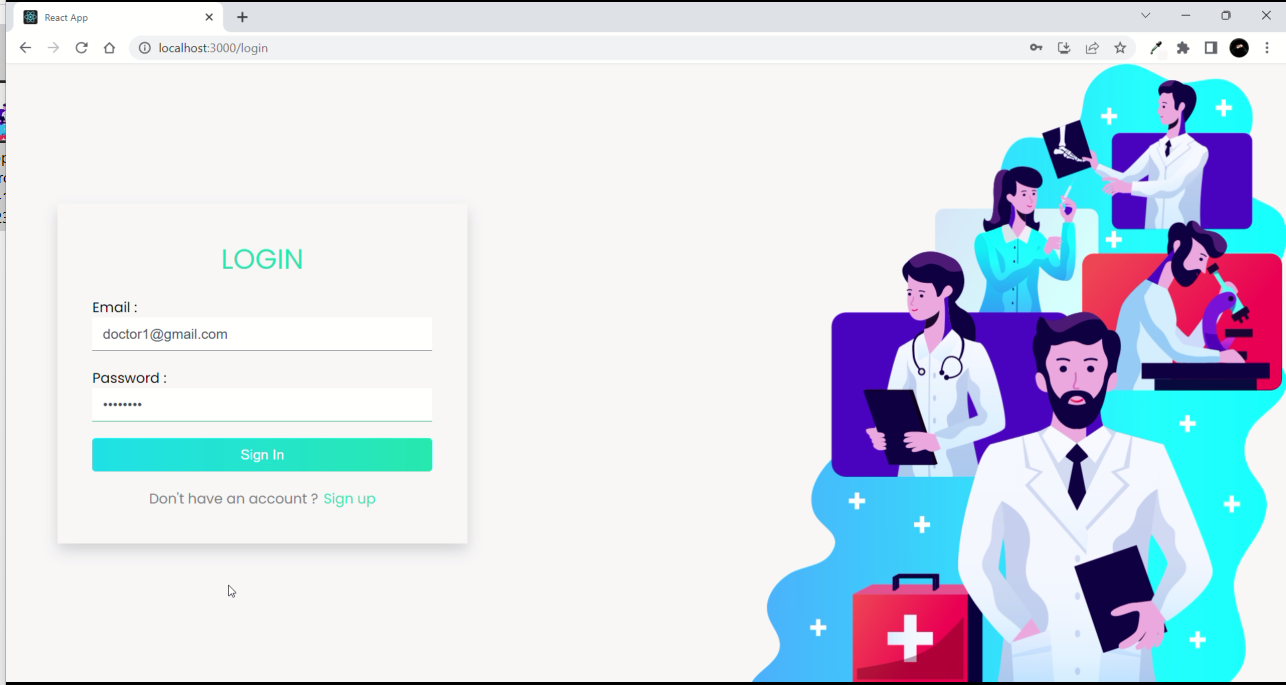 React App
localhost:3000/login
LOGIN
Email :
doctor1@gmail.com
Password :
••••••••
Sign In
Don't have an account ? Sign up